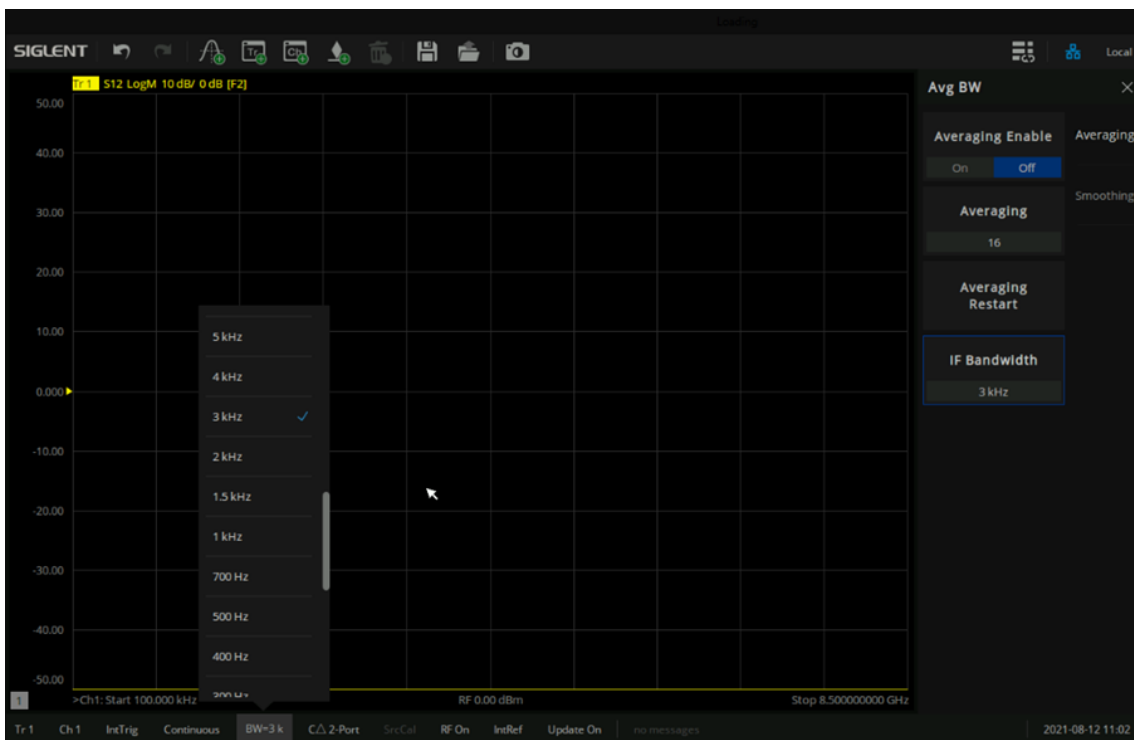 Loading
SIGLENT
Tr
Ch
Local
Tr 1 S12 LogM 10 dB/ 0 dB [F2]
50.00
40.00
30.00
20.00
10.00
0.000
-10.00
-20.00
-30.00
-40.00
-50.00
5 kHz
4 kHz
3 kHz
2 kHz
1.5 kHz
1 kHz
700 Hz
500 Hz
400 Hz
300 Hz
1
>Ch1: Start 100.000 kHz
RF 0.00 dBm
Stop 8.500000000 GHz
Avg BW
Averaging Enable
On Off
Averaging
16
Averaging
Restart
IF Bandwidth
3 kHz
Averaging
Smoothing
Tr 1 Ch 1 IntTrig Continuous BW=3 k C△ 2-Port SrcCal RF On IntRef Update On no messages 2021-08-12 11:02